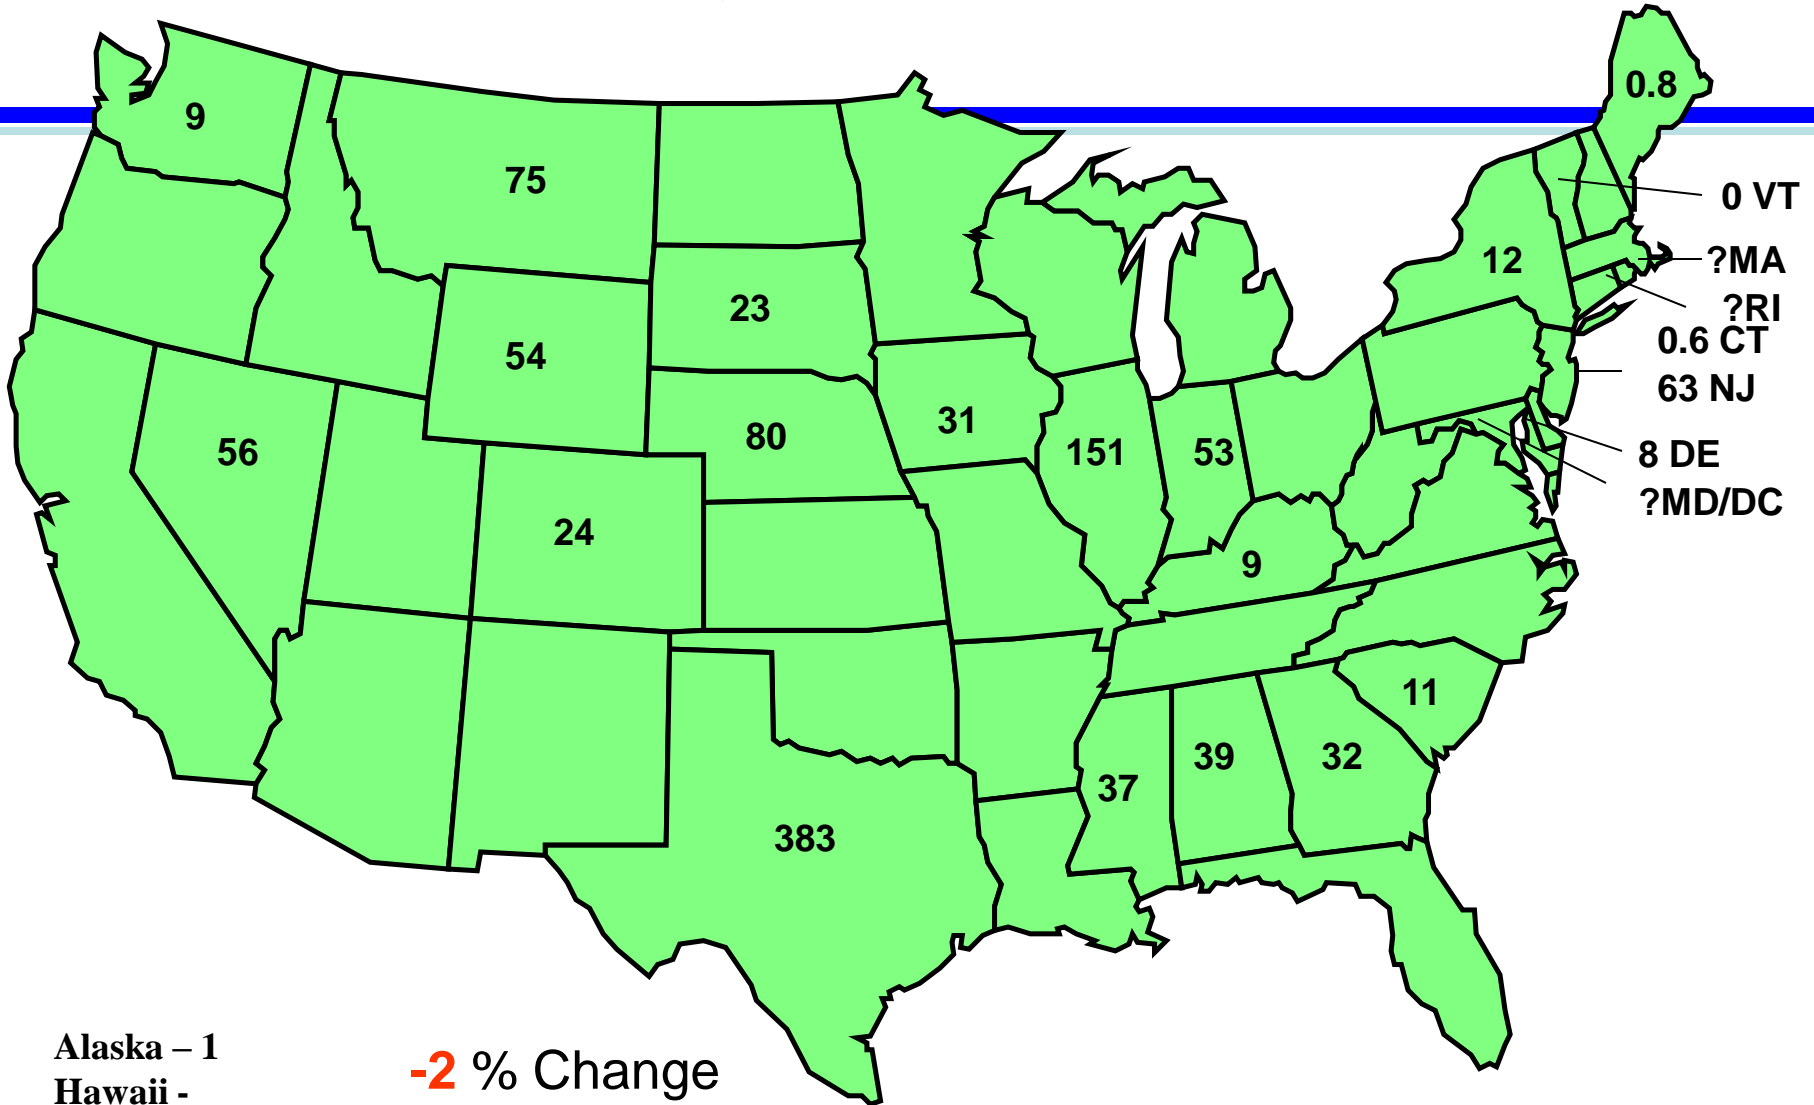 0.8
9
75
0 VT
12
?MA
23
?RI
0.6 CT
54
63 NJ
31
80
56
151
53
8 DE
?MD/DC
24
9
11
39
32
37
383
Alaska – 1
-2 % Change
Hawaii -